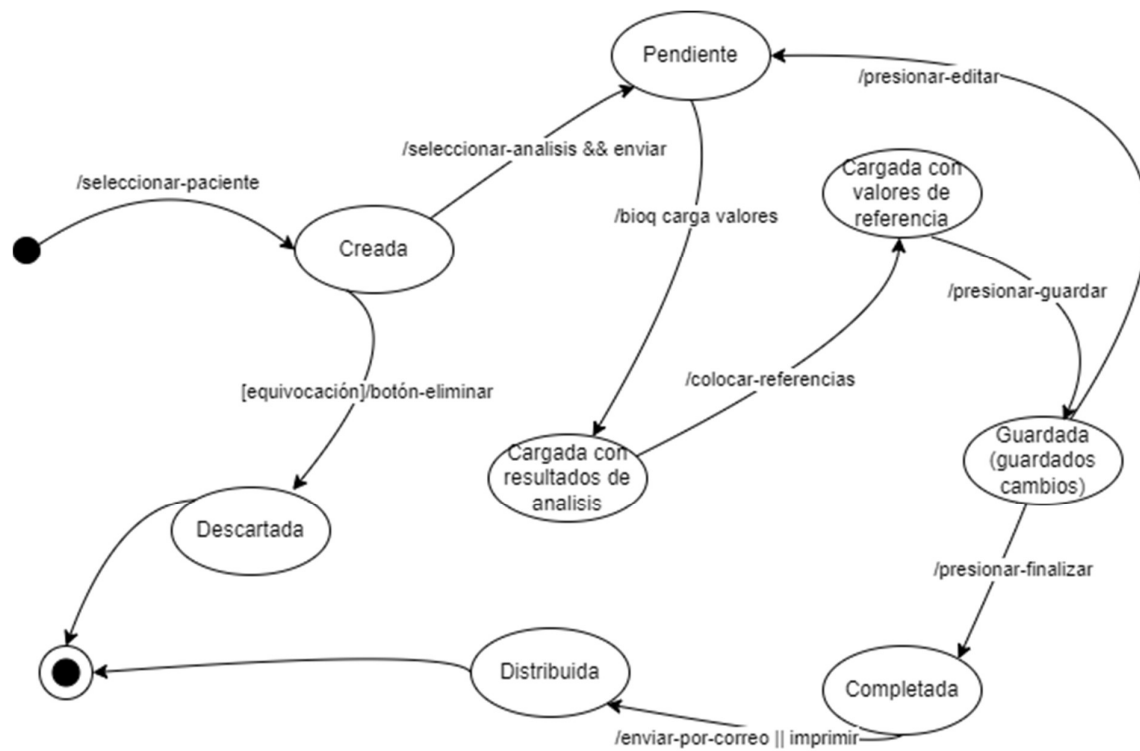 Pendiente
/presionar-editar
/seleccionar-analisis && enviar
Cargada con
valores de
referencia
/seleccionar-paciente
/bioq carga valores
Creada
/presionar-guardar
/colocar-referencias
[equivocación]/botón-eliminar
Cargada con
resultados de
analisis
Guardada
(guardados
cambios)
Descartada
/presionar-finalizar
Distribuida
Completada
/enviar-por-correo || imprimir